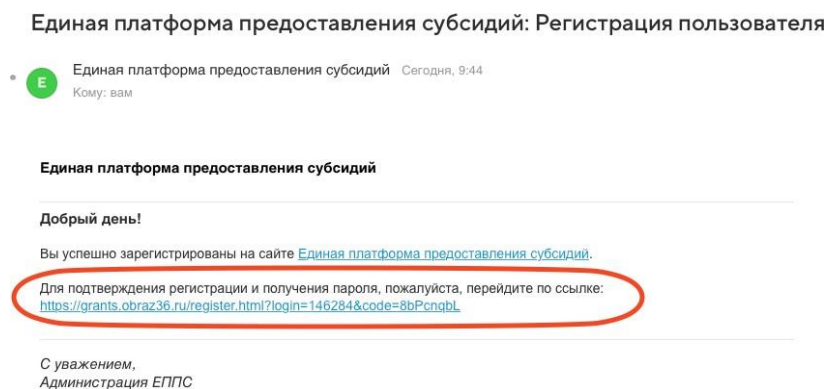 Единая платформа предоставления субсидий: Регистрация пользователя
Е
Единая платформа предоставления субсидий Сегодня, 9:44
Кому: вам
Единая платформа предоставления субсидий
Добрый день!
Вы успешно зарегистрированы на сайте Единая платформа предоставления субсидий.
Для подтверждения регистрации и получения пароля, пожалуйста, перейдите по ссылке:
https://grants.obraz36.ru/register.html?login=146284&code=8bPcnqbL
С уважением,
Администрация ЕППС